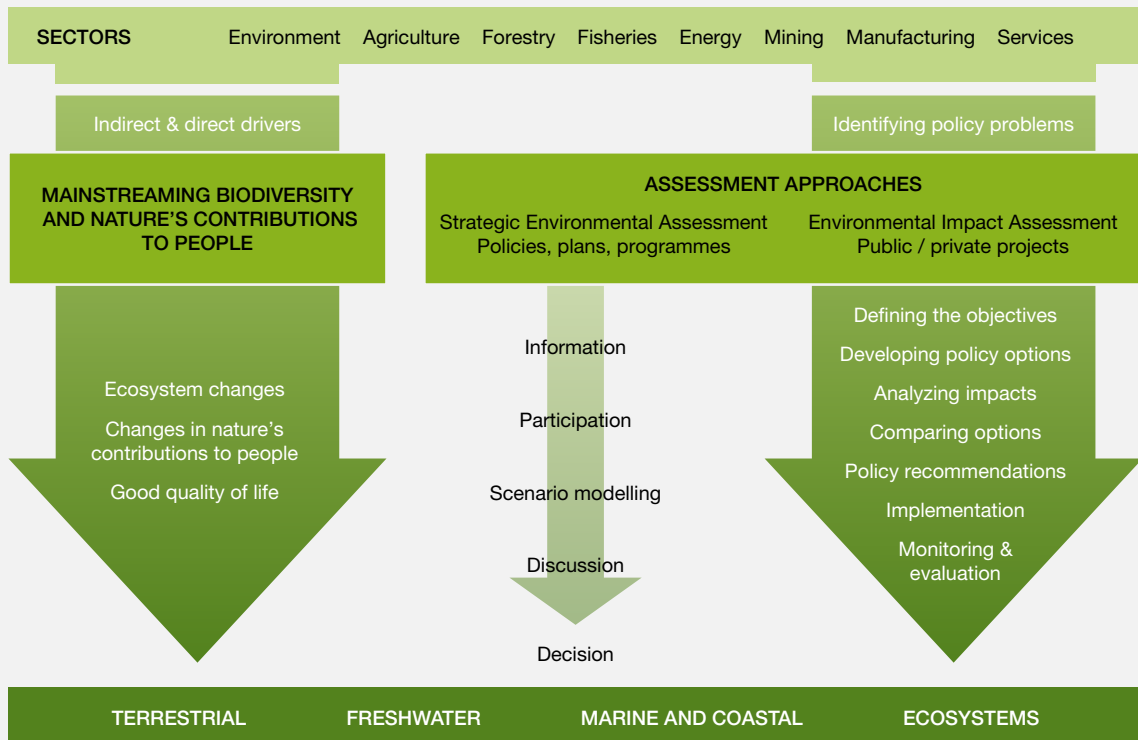 SECTORS Environment Agriculture Forestry Fisheries Energy Mining Manufacturing Services
Indirect & direct drivers
Identifying policy problems
MAINSTREAMING BIODIVERSITY
AND NATURE'S CONTRIBUTIONS
TO PEOPLE
ASSESSMENT APPROACHES
Strategic Environmental Assessment
Policies, plans, programmes
Environmental Impact Assessment
Public / private projects
Ecosystem changes
Changes in nature's
contributions to people
Good quality of life
Information
Participation
Scenario modelling
Discussion
Decision
Defining the objectives
Developing policy options
Analyzing impacts
Comparing options
Policy recommendations
Implementation
Monitoring &
evaluation
TERRESTRIAL FRESHWATER MARINE AND COASTAL ECOSYSTEMS